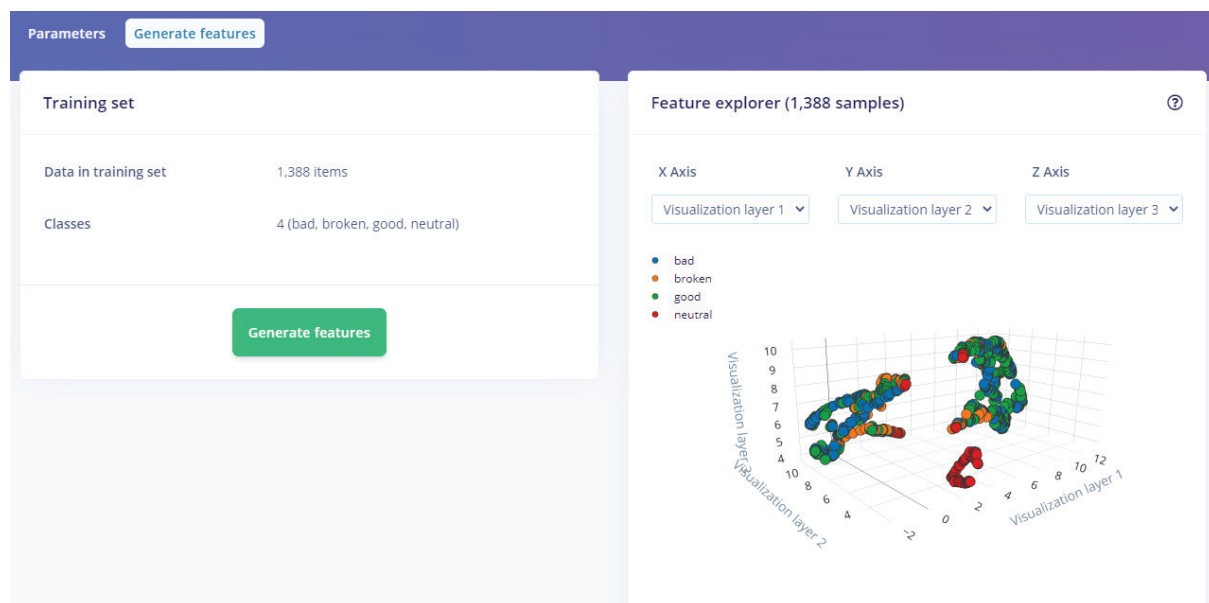 Parameters
Generate features
Training set
Data in training set 1,388 items
Classes 4 (bad, broken, good, neutral)
Generate features
Feature explorer (1,388 samples)
?
X Axis Y Axis Z Axis
Visualization layer 1 Visualization layer 2 Visualization layer 3
bad
broken
good
neutral
Visualization layer 3
10
9
8
7
6
5
4
Visualization layer 2
10
8
6
4
−2
0
2
4
6
8
10
12
Visualization layer 1